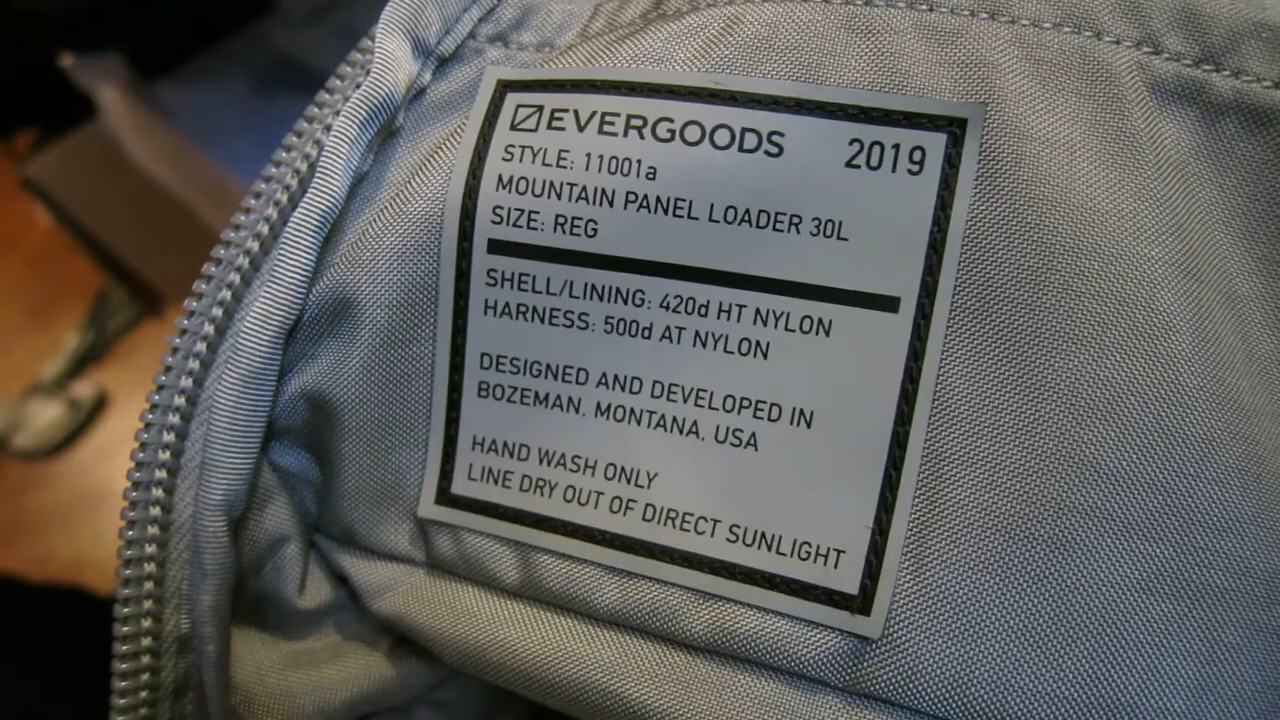 EVERGOODS 2019
STYLE: 11001a
MOUNTAIN PANEL LOADER 30L
SIZE: REG
SHELL/LINING: 420d HT NYLON
HARNESS: 500d AT NYLON
DESIGNED AND DEVELOPED IN
BOZEMAN, MONTANA, USA
HAND WASH ONLY
LINE DRY OUT OF DIRECT SUNLIGHT